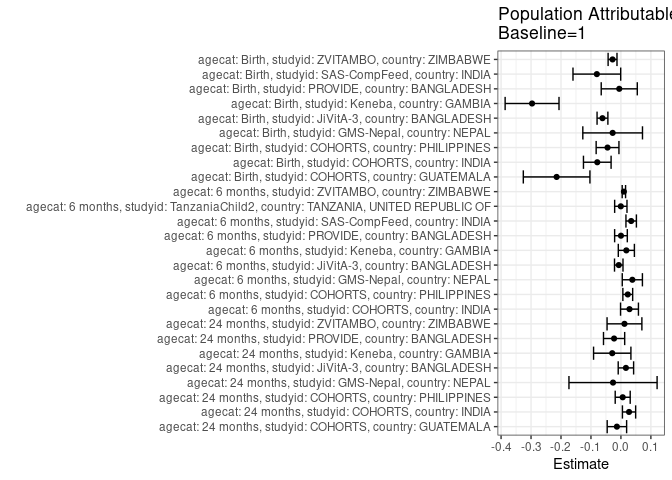 Population Attributable
Baseline=1
agecat: Birth, studyid: ZVITAMBO, country: ZIMBABWE
agecat: Birth, studyid: SAS-CompFeed, country: INDIA
agecat: Birth, studyid: PROVIDE, country: BANGLADESH
agecat: Birth, studyid: Keneba, country: GAMBIA
agecat: Birth, studyid: JiVitA-3, country: BANGLADESH
agecat: Birth, studyid: GMS-Nepal, country: NEPAL
agecat: Birth, studyid: COHORTS, country: PHILIPPINES
agecat: Birth, studyid: COHORTS, country: INDIA
agecat: Birth, studyid: COHORTS, country: GUATEMALA
agecat: 6 months, studyid: ZVITAMBO, country: ZIMBABWE
agecat: 6 months, studyid: TanzaniaChild2, country: TANZANIA, UNITED REPUBLIC OF
agecat: 6 months, studyid: SAS-CompFeed, country: INDIA
agecat: 6 months, studyid: PROVIDE, country: BANGLADESH
agecat: 6 months, studyid: Keneba, country: GAMBIA
agecat: 6 months, studyid: JiVitA-3, country: BANGLADESH
agecat: 6 months, studyid: GMS-Nepal, country: NEPAL
agecat: 6 months, studyid: COHORTS, country: PHILIPPINES
agecat: 6 months, studyid: COHORTS, country: INDIA
agecat: 24 months, studyid: ZVITAMBO, country: ZIMBABWE
agecat: 24 months, studyid: PROVIDE, country: BANGLADESH
agecat: 24 months, studyid: Keneba, country: GAMBIA
agecat: 24 months, studyid: JiVitA-3, country: BANGLADESH
agecat: 24 months, studyid: GMS-Nepal, country: NEPAL
agecat: 24 months, studyid: COHORTS, country: PHILIPPINES
agecat: 24 months, studyid: COHORTS, country: INDIA
agecat: 24 months, studyid: COHORTS, country: GUATEMALA
-0.4 -0.3 -0.2 -0.1 0.0 0.1
Estimate